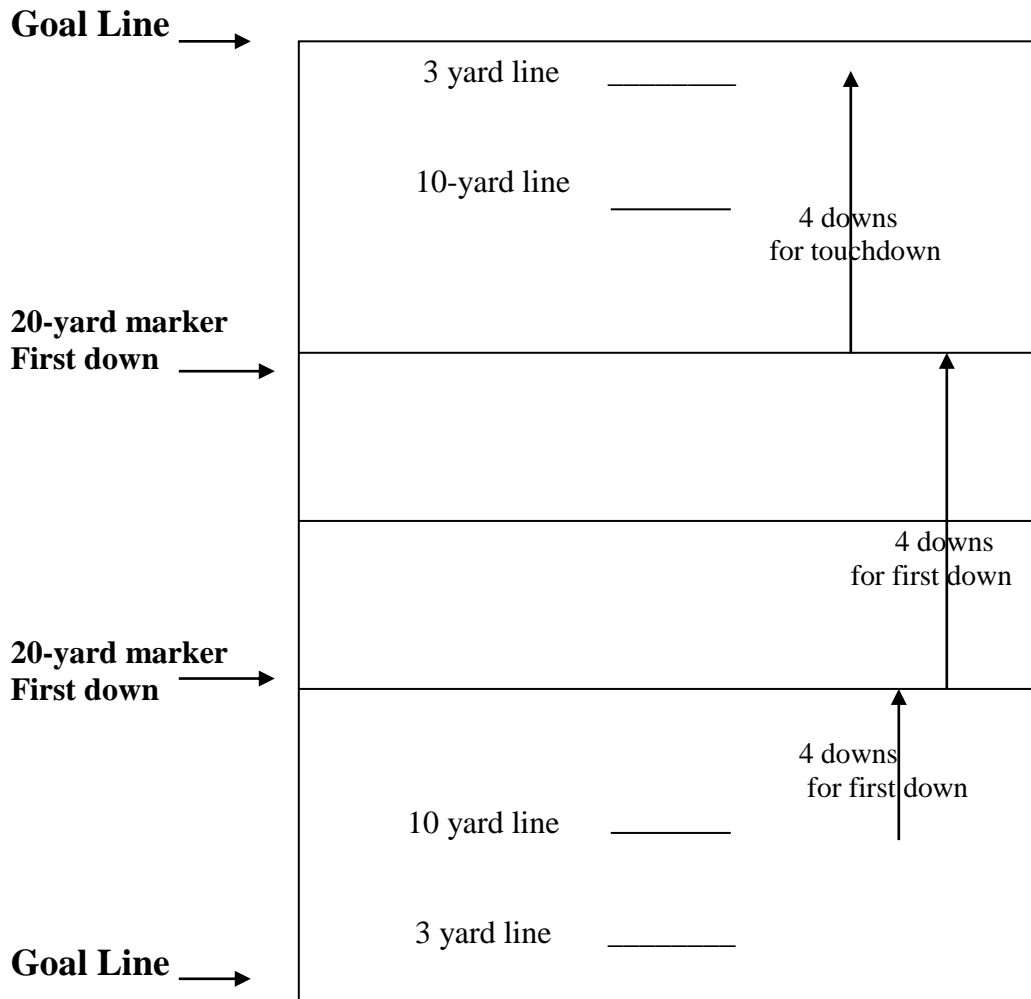 Goal Line
3 yard line
10-yard line
4 downs
for touchdown
20-yard marker
First down
4 downs
for first down
20-yard marker
First down
4 downs
for first down
10 yard line
3 yard line
Goal Line